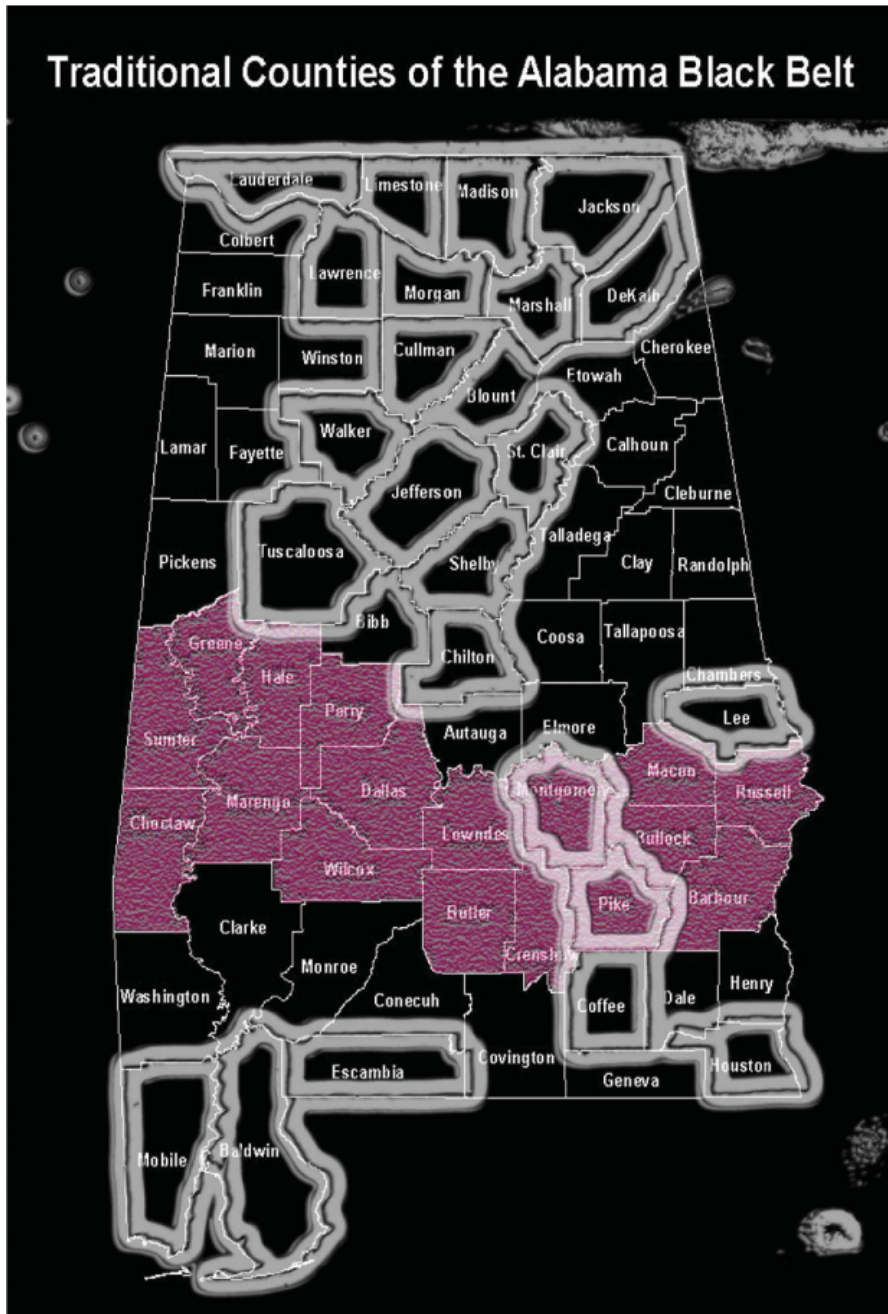 Traditional Counties of the Alabama Black Belt
Lauderdale
Limestone
Madison
Jackson
Colbert
Lawrence
Franklin
Morgan
Marshall
DeKalb
Marion
Winston
Cullman
Cherokee
Etowah
Blount
Lamar
Fayette
Walker
St. Clair
Calhoun
Jefferson
Cleburne
Pickens
Tuscaloosa
Shelby
Talladega
Clay
Randolph
Bibb
Greene
Hale
Chilton
Coosa
Tallapoosa
Chambers
Perry
Lee
Sumter
Autauga
Elmore
Macon
Marengo
Dallas
Montgomery
Russell
Choctaw
Lowndes
Bullock
Wilcox
Butler
Pike
Barbour
Clarke
Crenshaw
Monroe
Washington
Conecuh
Coffee
Dale
Henry
Covington
Escambia
Geneva
Houston
Mobile
Baldwin